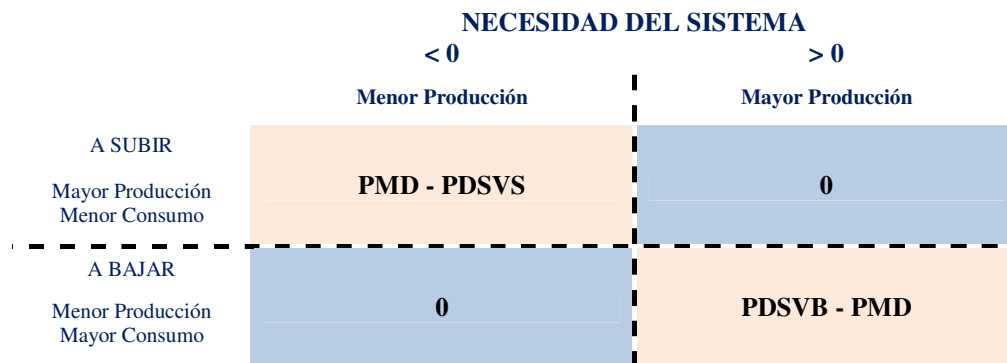 NECESIDAD DEL SISTEMA
< 0
> 0
Menor Producción
Mayor Producción
A SUBIR
Mayor Producción
Menor Consumo
PMD - PDSVS
0
A BAJAR
Menor Producción
Mayor Consumo
0
PDSVB - PMD